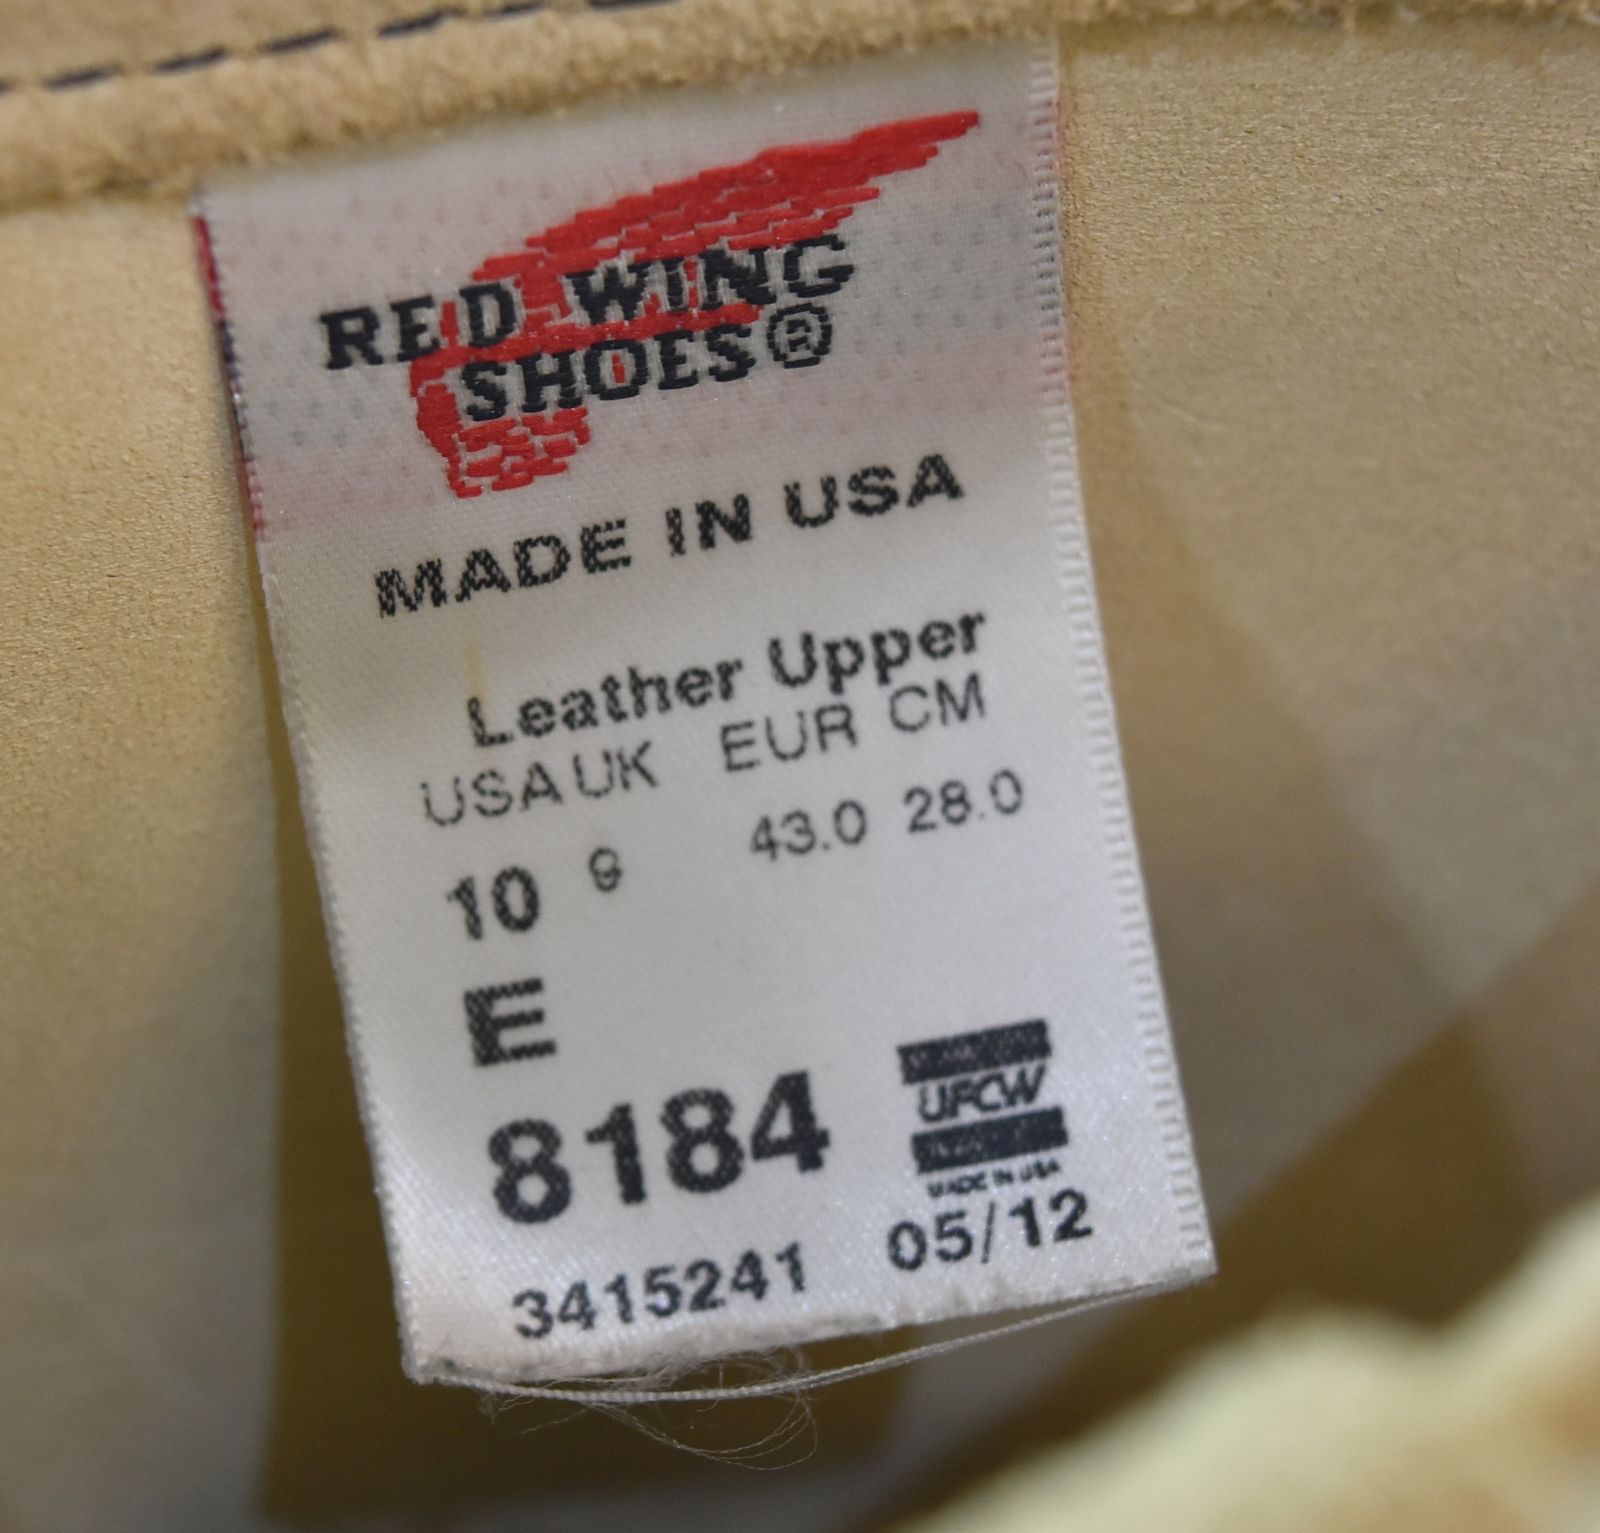 RED WING
SHOES®
MADE IN USA
Leather Upper
USA UK EUR CM
10 9 43.0 28.0
E
8184
UFCW
MADE IN USA
3415241 05/12